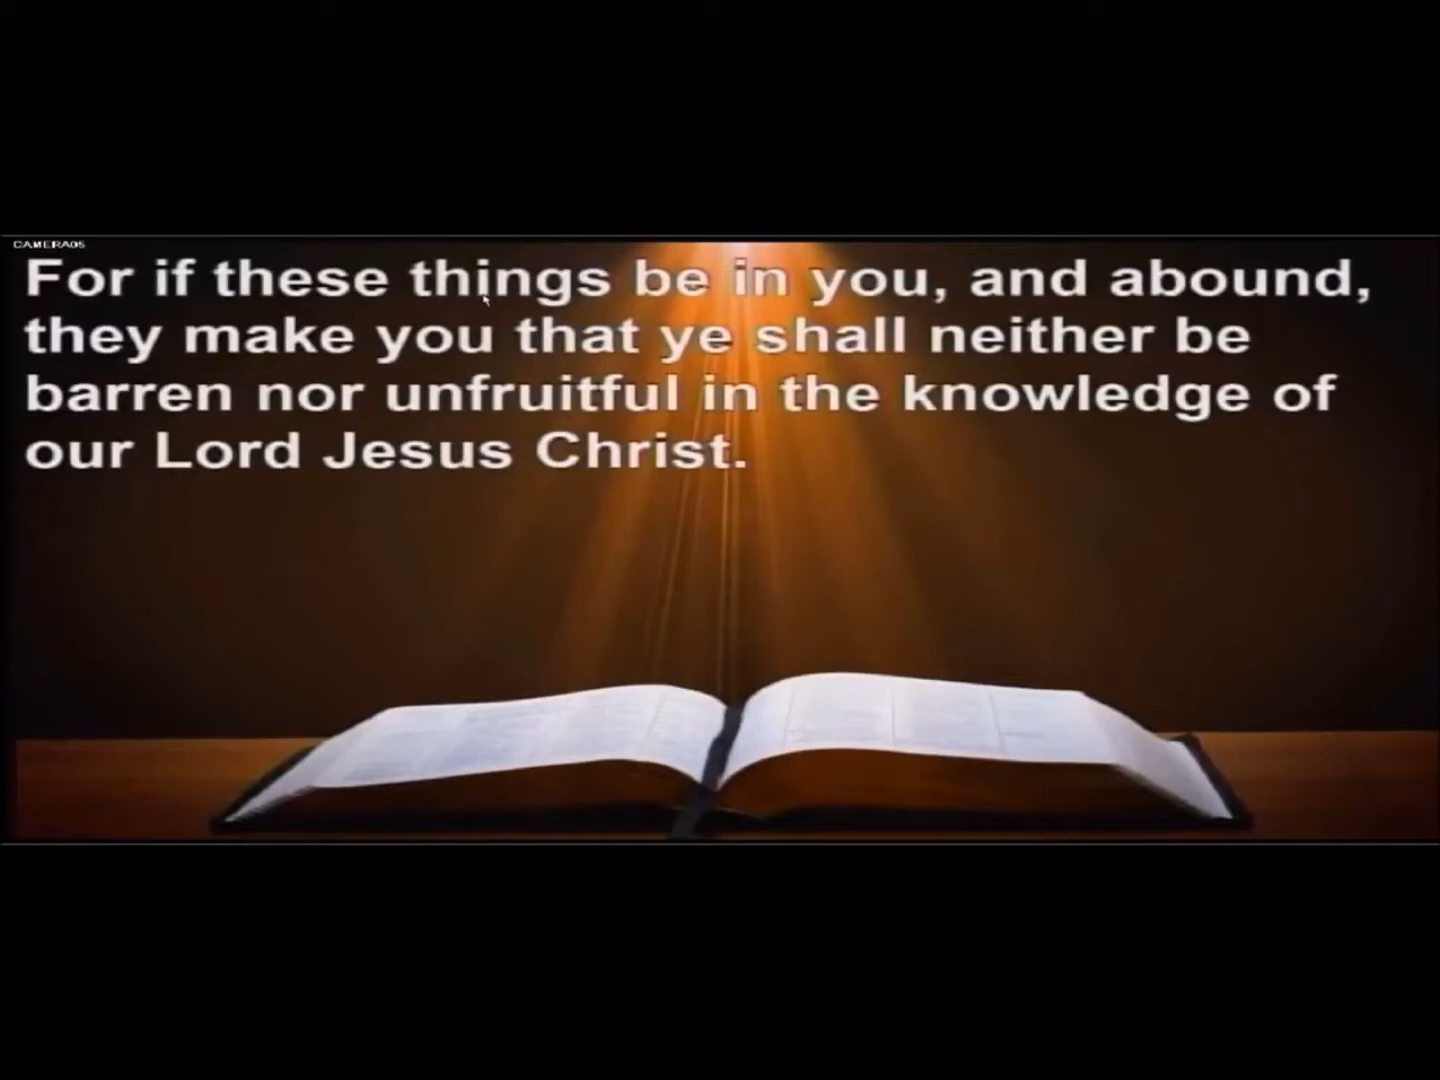 CAMERA05
For if these things be in you, and abound,
they make you that ye shall neither be
barren nor unfruitful in the knowledge of
our Lord Jesus Christ.